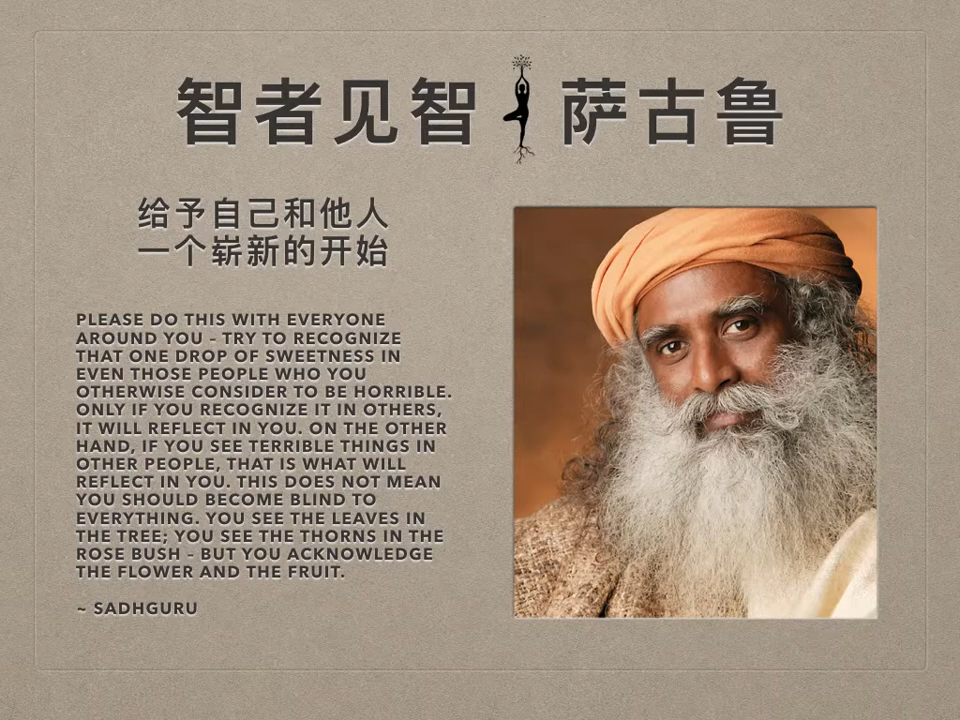 智者见智 萨古鲁
给予自己和他人
一个崭新的开始
PLEASE DO THIS WITH EVERYONE
AROUND YOU – TRY TO RECOGNIZE
THAT ONE DROP OF SWEETNESS IN
EVEN THOSE PEOPLE WHO YOU
OTHERWISE CONSIDER TO BE HORRIBLE.
ONLY IF YOU RECOGNIZE IT IN OTHERS,
IT WILL REFLECT IN YOU. ON THE OTHER
HAND, IF YOU SEE TERRIBLE THINGS IN
OTHER PEOPLE, THAT IS WHAT WILL
REFLECT IN YOU. THIS DOES NOT MEAN
YOU SHOULD BECOME BLIND TO
EVERYTHING. YOU SEE THE LEAVES IN
THE TREE; YOU SEE THE THORNS IN THE
ROSE BUSH – BUT YOU ACKNOWLEDGE
THE FLOWER AND THE FRUIT.
~ SADHGURU